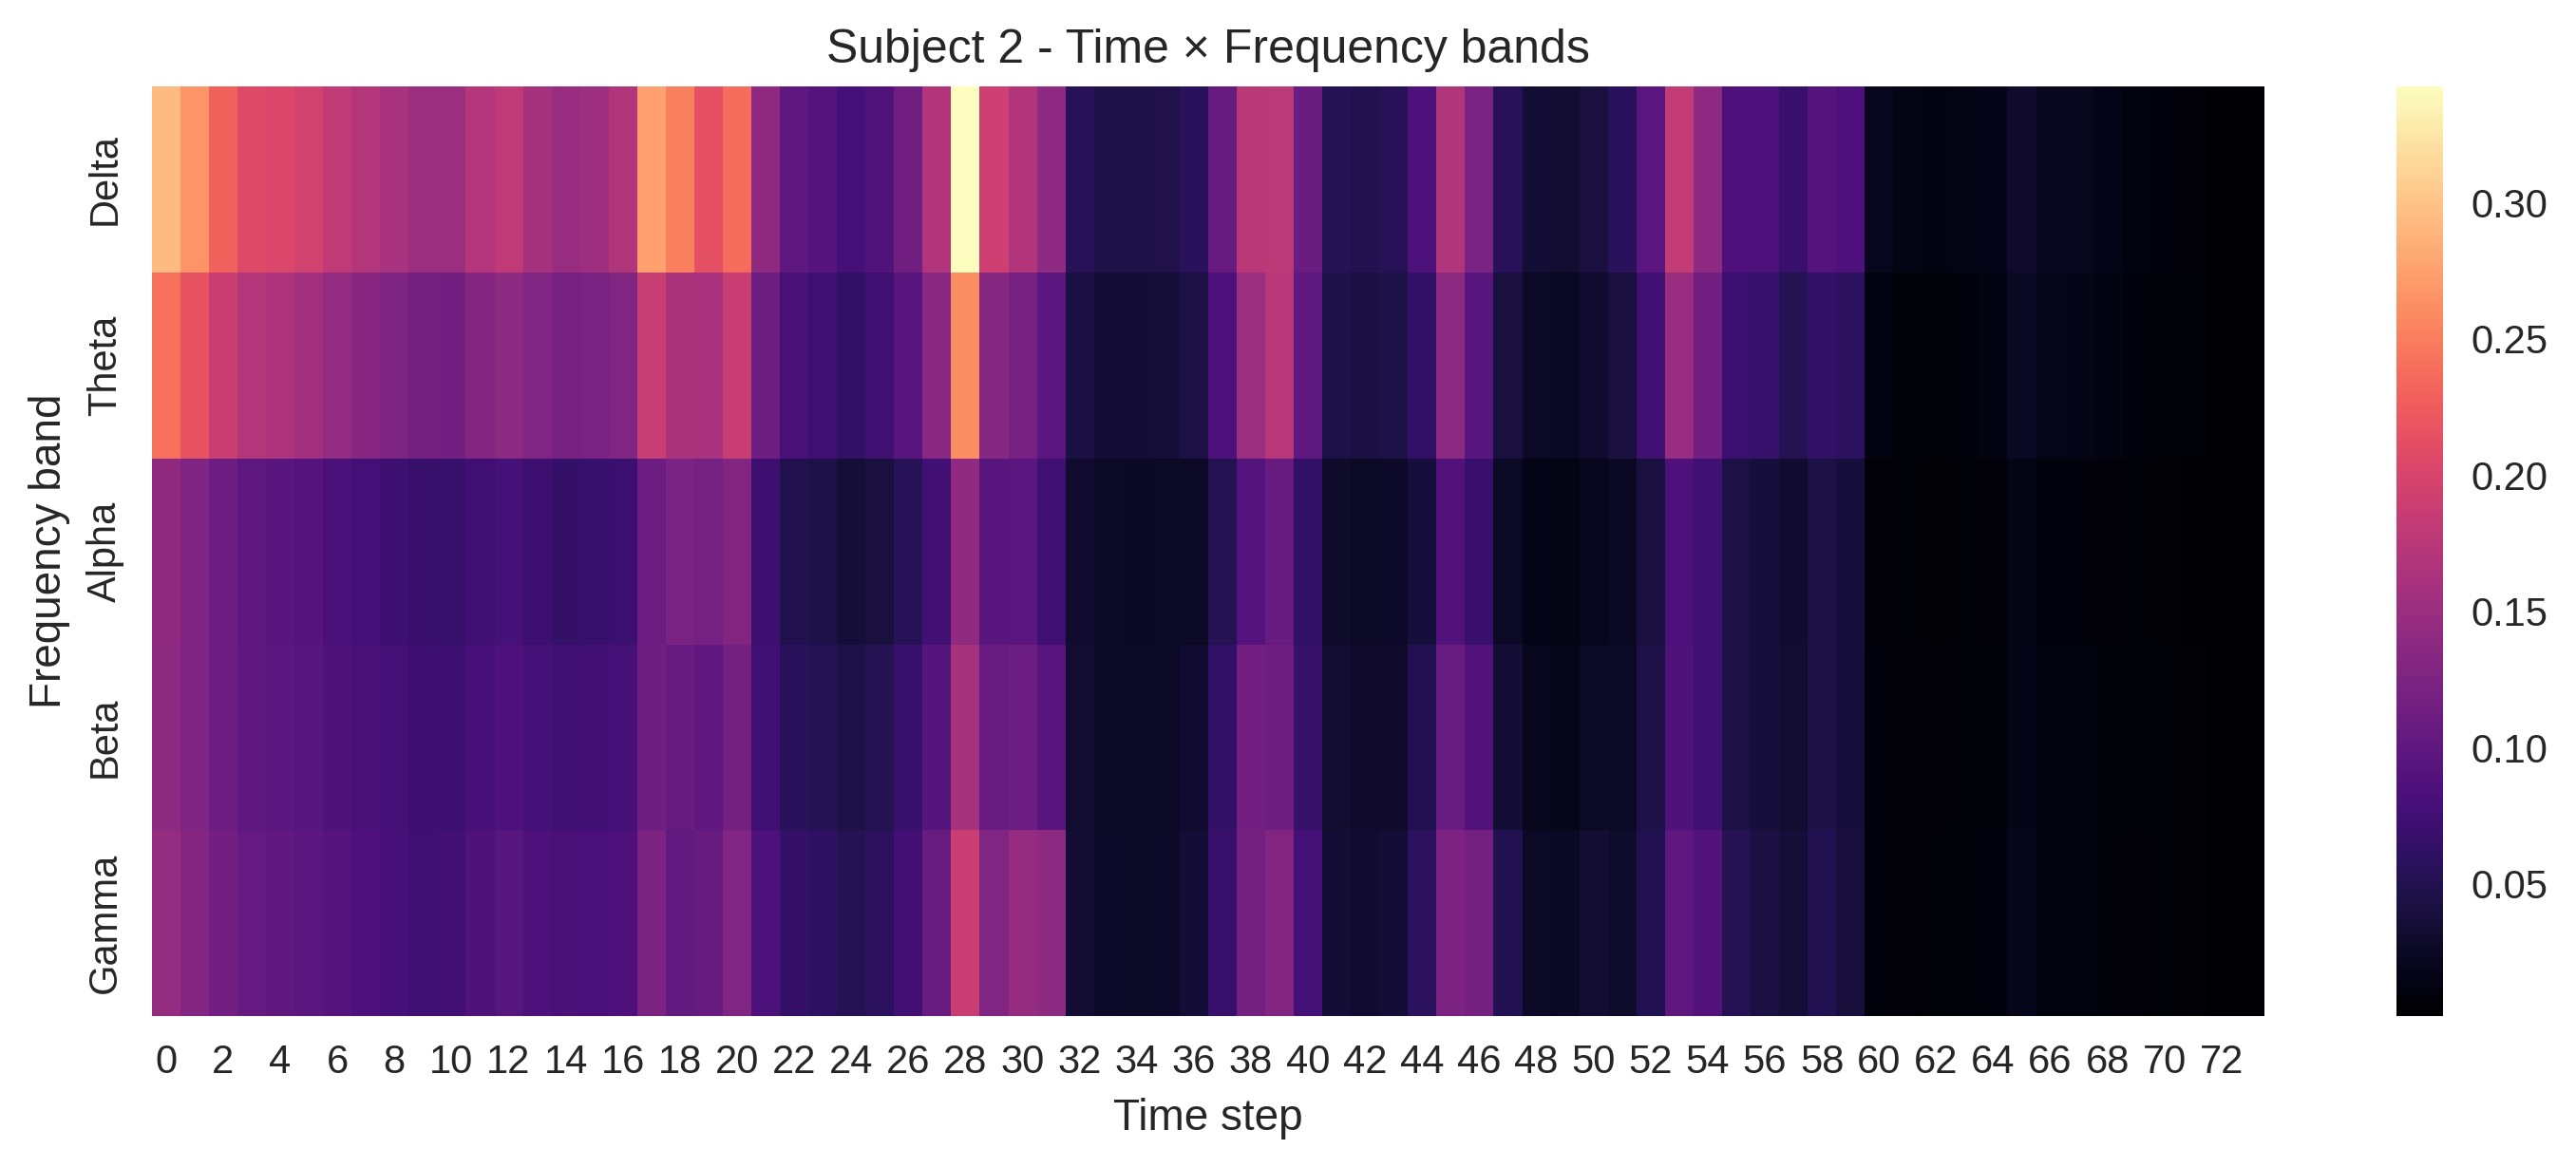 Subject 2 - Time × Frequency bands
Frequency band
Delta
Theta
Alpha
Beta
Gamma
0 2 4 6 8 10 12 14 16 18 20 22 24 26 28 30 32 34 36 38 40 42 44 46 48 50 52 54 56 58 60 62 64 66 68 70 72
Time step
0.30
0.25
0.20
0.15
0.10
0.05